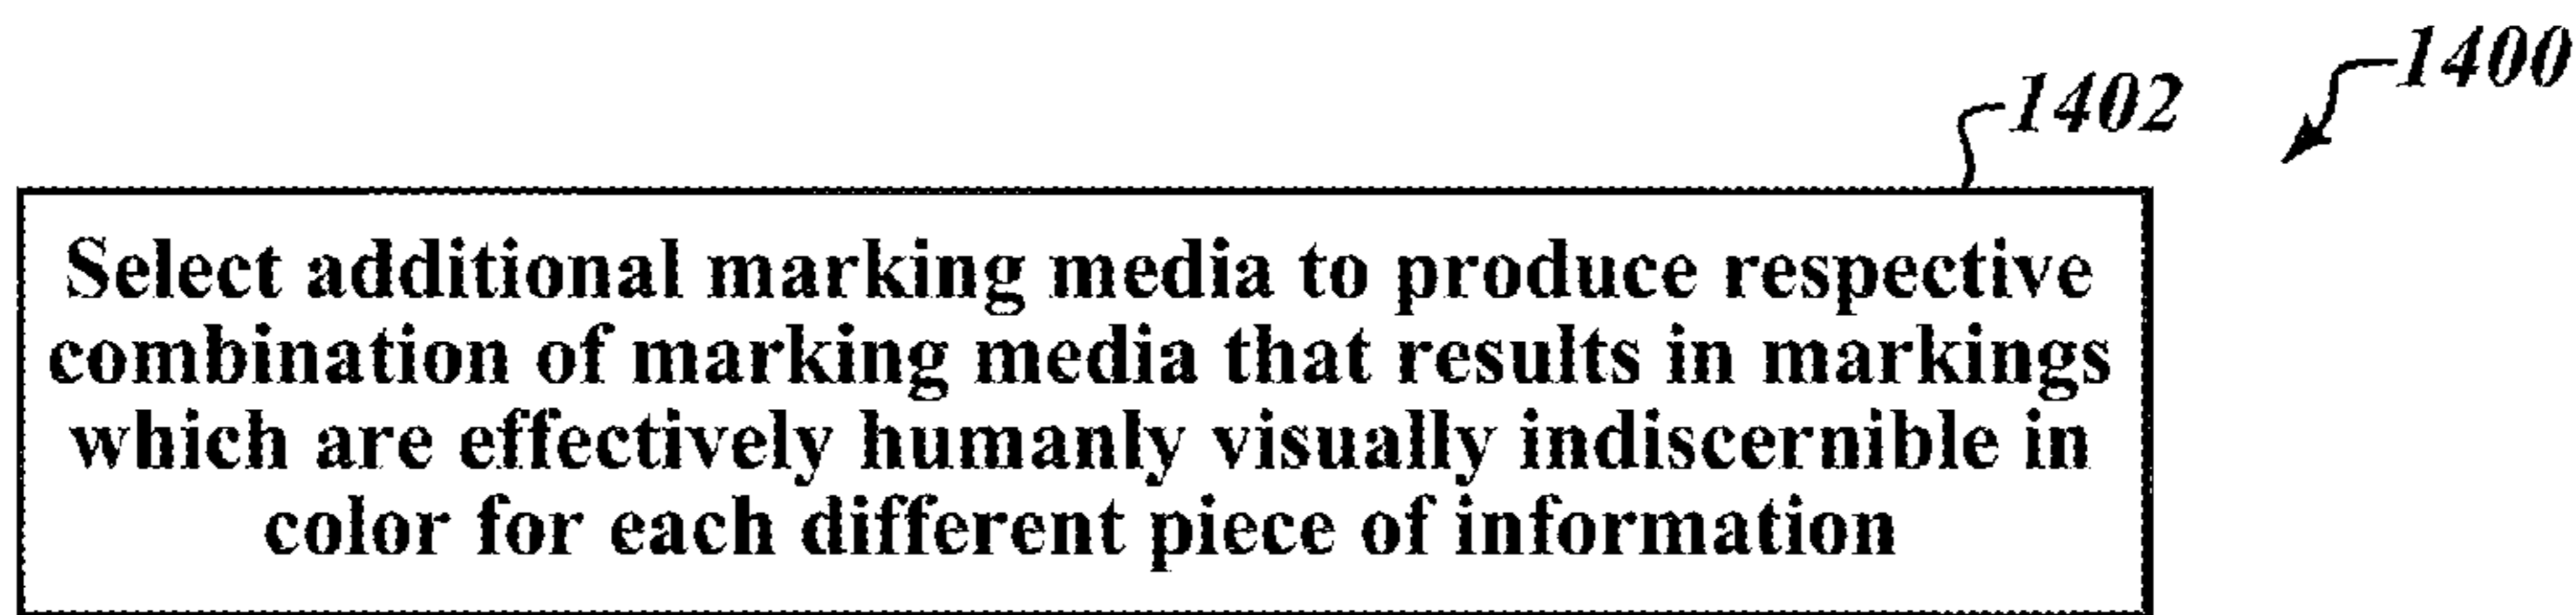 1400
1402
Select additional marking media to produce respective
combination of marking media that results in markings
which are effectively humanly visually indiscernible in
color for each different piece of information